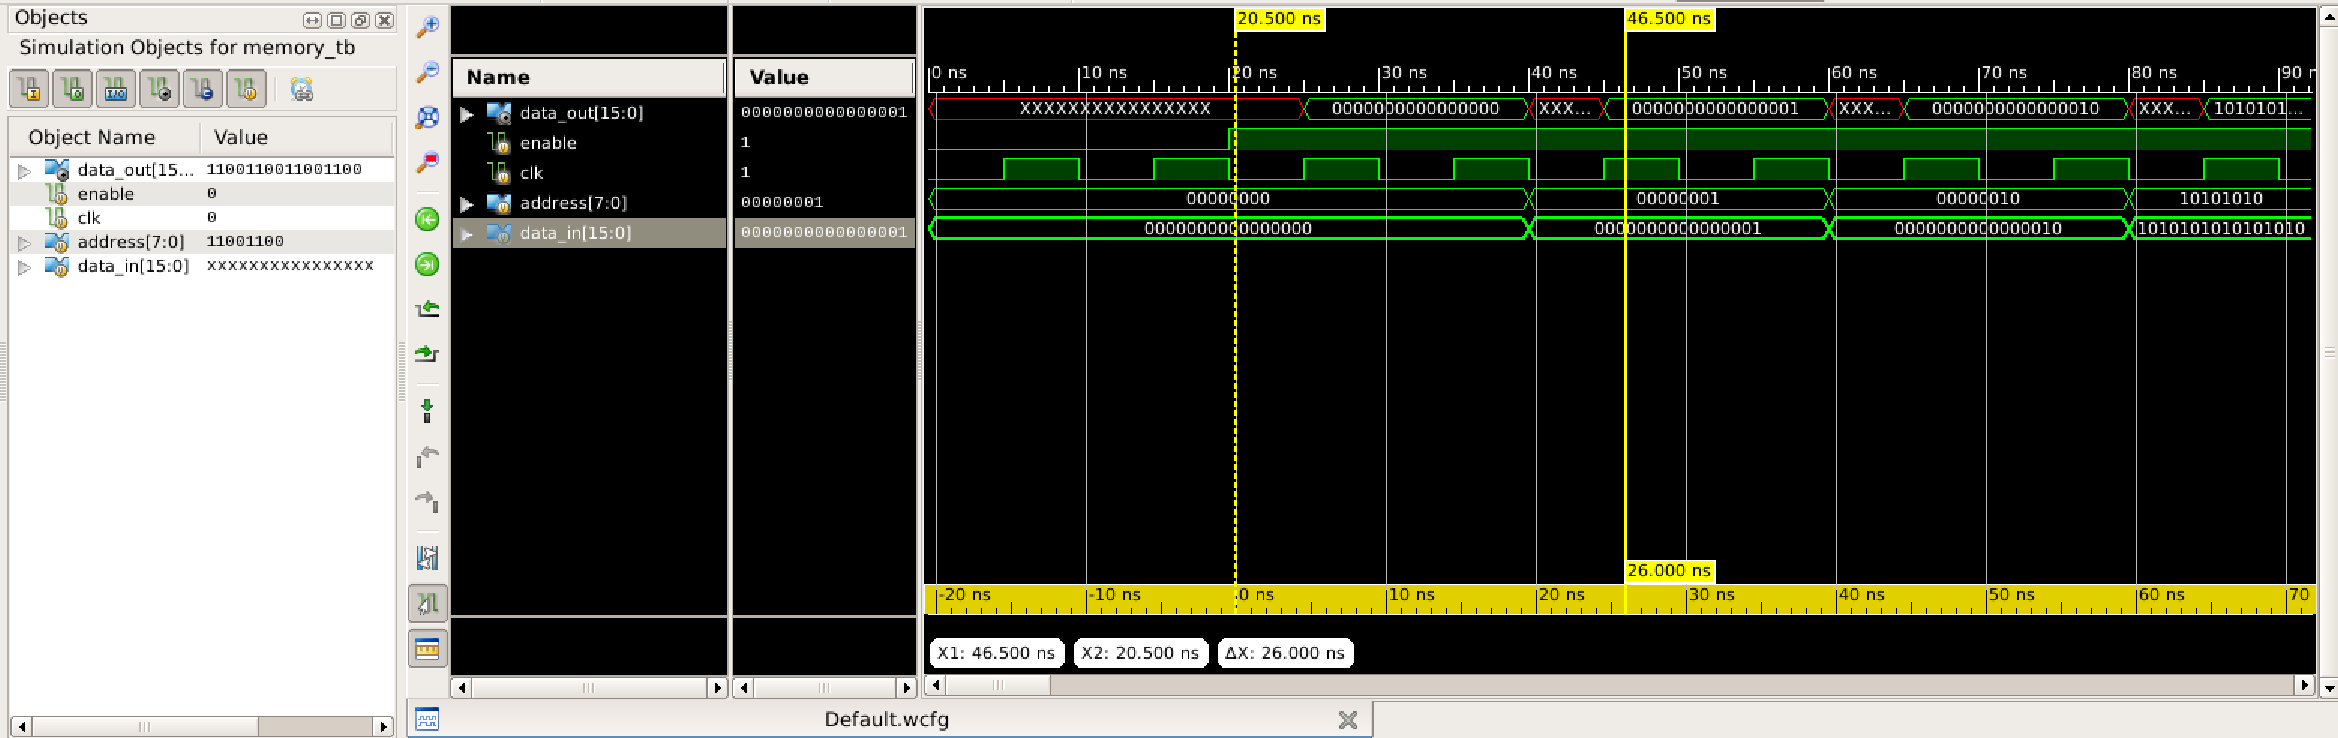 Objects
Simulation Objects for memory_tb
Object Name Value
data_out[15... 1100110011001100
enable 0
clk 0
address[7:0] 11001100
data_in[15:0] XXXXXXXXXXXXXXXX
Name Value
data_out[15:0] 0000000000000001
enable 1
clk 1
address[7:0] 00000001
data_in[15:0] 0000000000000001
20.500 ns 46.500 ns
0 ns 10 ns 20 ns 30 ns 40 ns 50 ns 60 ns 70 ns 80 ns 90 n
XXXXXXXXXXXXXXXX 0000000000000000 XXX... 0000000000000001 XXX... 0000000000000010 XXX... 1010101...
00000000 00000001 00000010 10101010
0000000000000000 0000000000000001 0000000000000010 1010101010101010
26.000 ns
-20 ns -10 ns 0 ns 10 ns 20 ns 30 ns 40 ns 50 ns 60 ns 70
X1: 46.500 ns X2: 20.500 ns ΔX: 26.000 ns
Default.wcfg